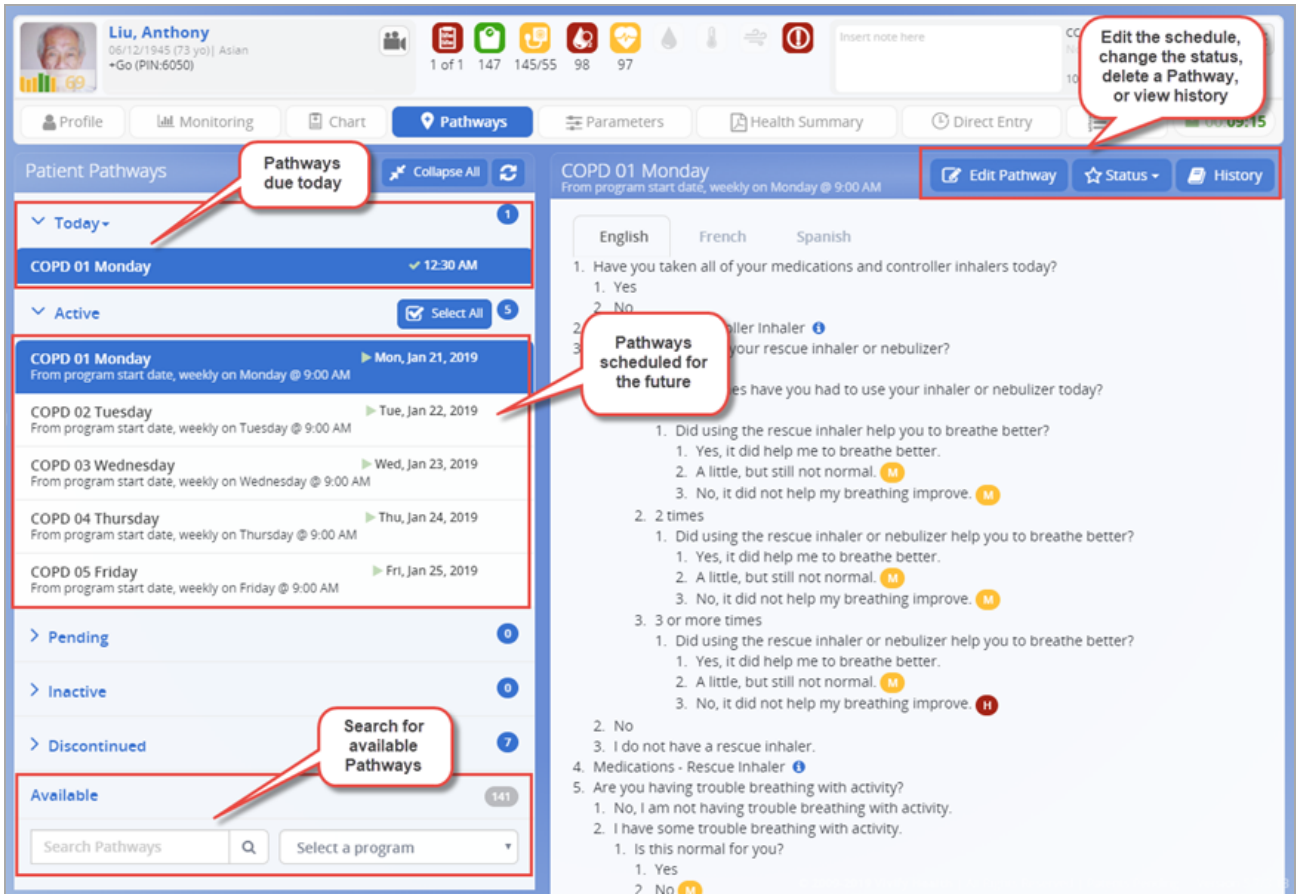 Liu, Anthony
06/12/1945 (73 yo)| Asian
+Go (PIN:6050)
GO
1 of 1 147 145/55 98 97
Insert note here
Edit the schedule,
change the status,
delete a Pathway,
or view history
Profile Monitoring Chart Pathways Parameters Health Summary Direct Entry 00:09:15
Patient Pathways Collapse All
Pathways
due today
Today
1
COPD 01 Monday 12:30 AM
Active Select All 5
COPD 01 Monday Mon, Jan 21, 2019
From program start date, weekly on Monday @ 9:00 AM
COPD 02 Tuesday Tue, Jan 22, 2019
From program start date, weekly on Tuesday @ 9:00 AM
COPD 03 Wednesday Wed, Jan 23, 2019
From program start date, weekly on Wednesday @ 9:00 AM
COPD 04 Thursday Thu, Jan 24, 2019
From program start date, weekly on Thursday @ 9:00 AM
COPD 05 Friday Fri, Jan 25, 2019
From program start date, weekly on Friday @ 9:00 AM
Pathways
scheduled for
the future
Pending 0
Inactive 0
Discontinued 7
Search for
available
Pathways
Available 141
Search Pathways Select a program
COPD 01 Monday
From program start date, weekly on Monday @ 9:00 AM
Edit Pathway Status History
English French Spanish
1. Have you taken all of your medications and controller inhalers today?
1. Yes
2. No
2. ller Inhaler
3. your rescue inhaler or nebulizer?
es have you had to use your inhaler or nebulizer today?
1. Did using the rescue inhaler help you to breathe better?
1. Yes, it did help me to breathe better.
2. A little, but still not normal. M
3. No, it did not help my breathing improve. M
2. 2 times
1. Did using the rescue inhaler or nebulizer help you to breathe better?
1. Yes, it did help me to breathe better.
2. A little, but still not normal. M
3. No, it did not help my breathing improve. M
3. 3 or more times
1. Did using the rescue inhaler or nebulizer help you to breathe better?
1. Yes, it did help me to breathe better.
2. A little, but still not normal. M
3. No, it did not help my breathing improve. H
2. No
3. I do not have a rescue inhaler.
4. Medications - Rescue Inhaler
5. Are you having trouble breathing with activity?
1. No, I am not having trouble breathing with activity.
2. I have some trouble breathing with activity.
1. Is this normal for you?
1. Yes
2. No M